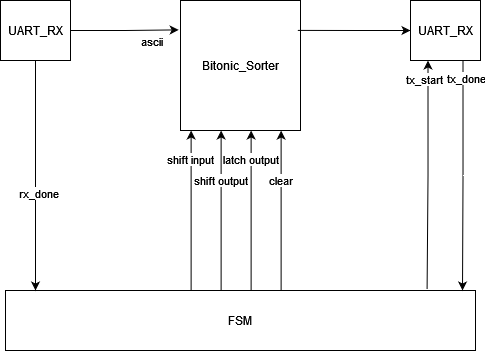 UART_RX
UART_RX
ascii
Bitonic_Sorter
tx_start
tx_done
shift input
latch output
shift output
clear
rx_done
FSM